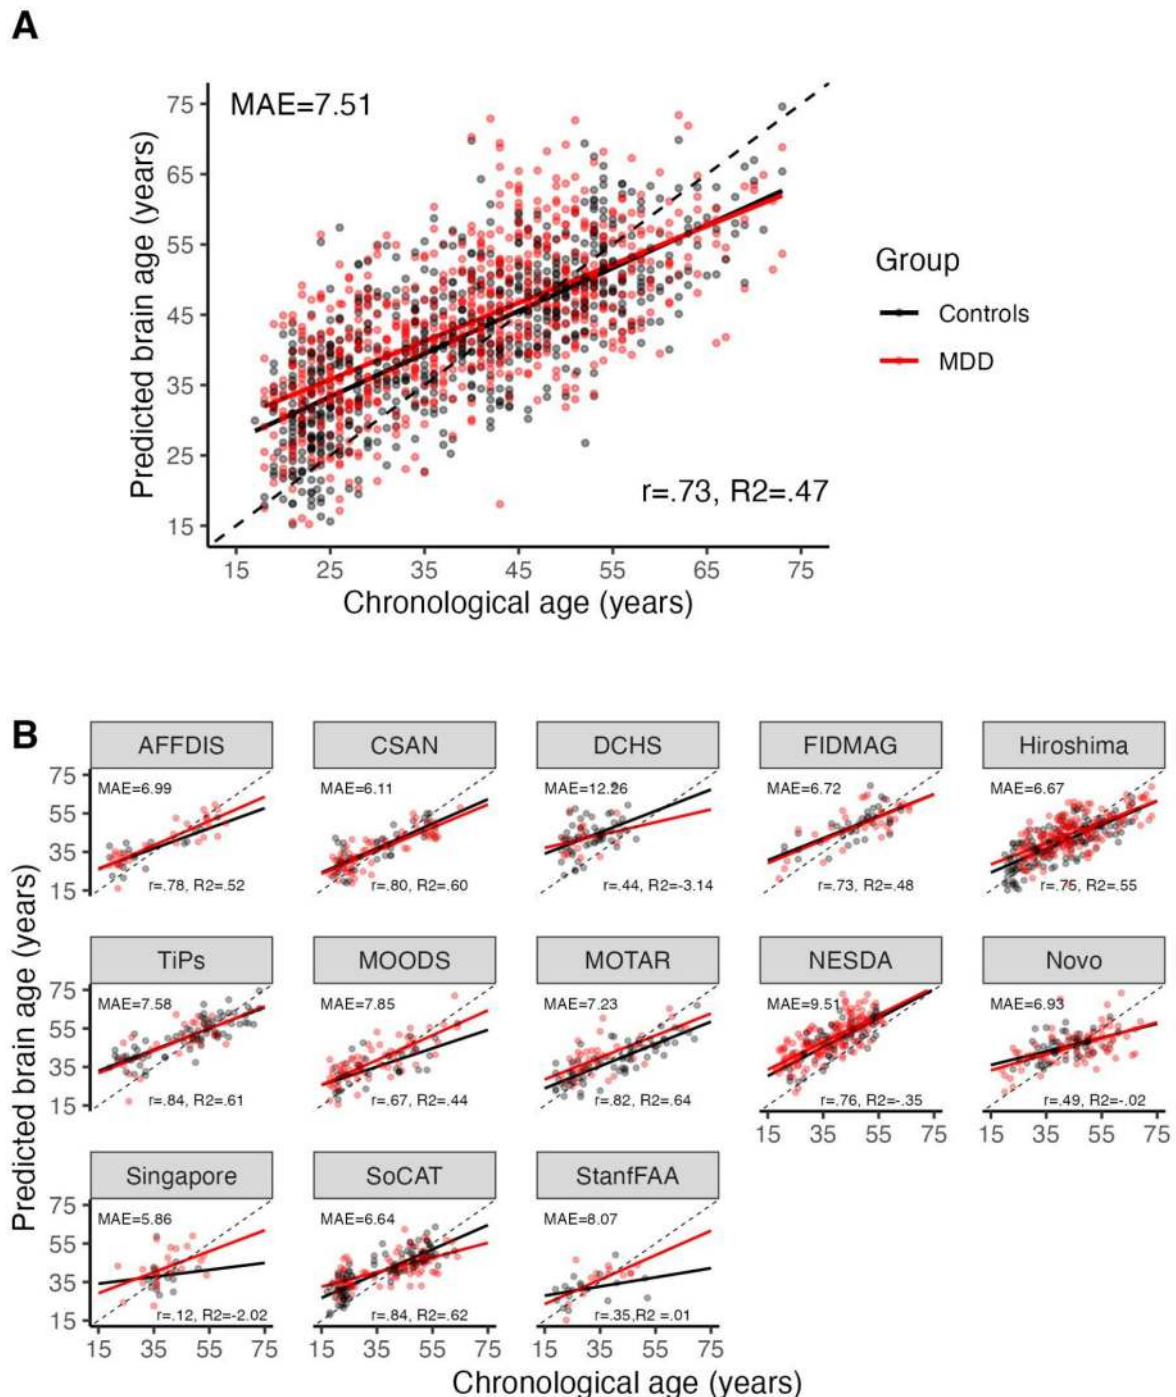 A
MAE=7.51
75
65
55
45
35
25
15
Predicted brain age (years)
r=.73, R2=.47
15 25 35 45 55 65 75
Chronological age (years)
Group
Controls
MDD
B
Predicted brain age (years)
AFFDIS CSAN DCHS FIDMAG Hiroshima
75
55
35
15
MAE=6.99 MAE=6.11 MAE=12.26 MAE=6.72 MAE=6.67
r=.78, R2=.52 r=.80, R2=.60 r=.44, R2=-3.14 r=.73, R2=.48 r=.75, R2=.55
TiPs MOODS MOTAR NESDA Novo
75
55
35
15
MAE=7.58 MAE=7.85 MAE=7.23 MAE=9.51 MAE=6.93
r=.84, R2=.61 r=.67, R2=.44 r=.82, R2=.64 r=.76, R2=-.35 r=.49, R2=-.02
15 35 55 75 15 35 55 75
Singapore SoCAT StanfFAA
75
55
35
15
MAE=5.86 MAE=6.64 MAE=8.07
r=.12, R2=-2.02 r=.84, R2=.62 r=.35,R2 =.01
15 35 55 75 15 35 55 75 15 35 55 75
Chronological age (years)